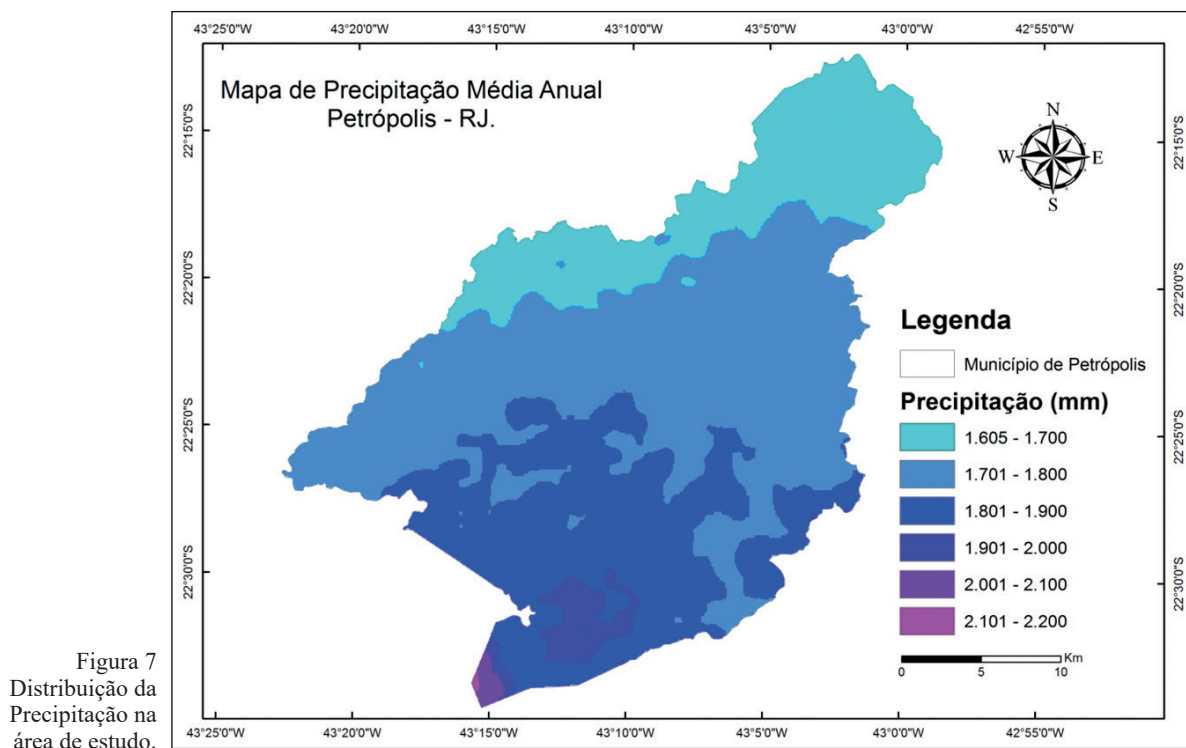 43°25'0"W 43°20'0"W 43°15'0"W 43°10'0"W 43°5'0"W 43°0'0"W 42°55'0"W
Mapa de Precipitação Média Anual
Petrópolis - RJ.
N
W E
S
22°15'0"S 22°15'0"S
22°20'0"S 22°20'0"S
Legenda
Município de Petrópolis
Precipitação (mm)
1.605 - 1.700
22°25'0"S 22°25'0"S
1.701 - 1.800
1.801 - 1.900
1.901 - 2.000
2.001 - 2.100
22°30'0"S 22°30'0"S
2.101 - 2.200
Km
0 5 10
43°25'0"W 43°20'0"W 43°15'0"W 43°10'0"W 43°5'0"W 43°0'0"W 42°55'0"W
Figura 7
Distribuição da
Precipitação na
área de estudo.